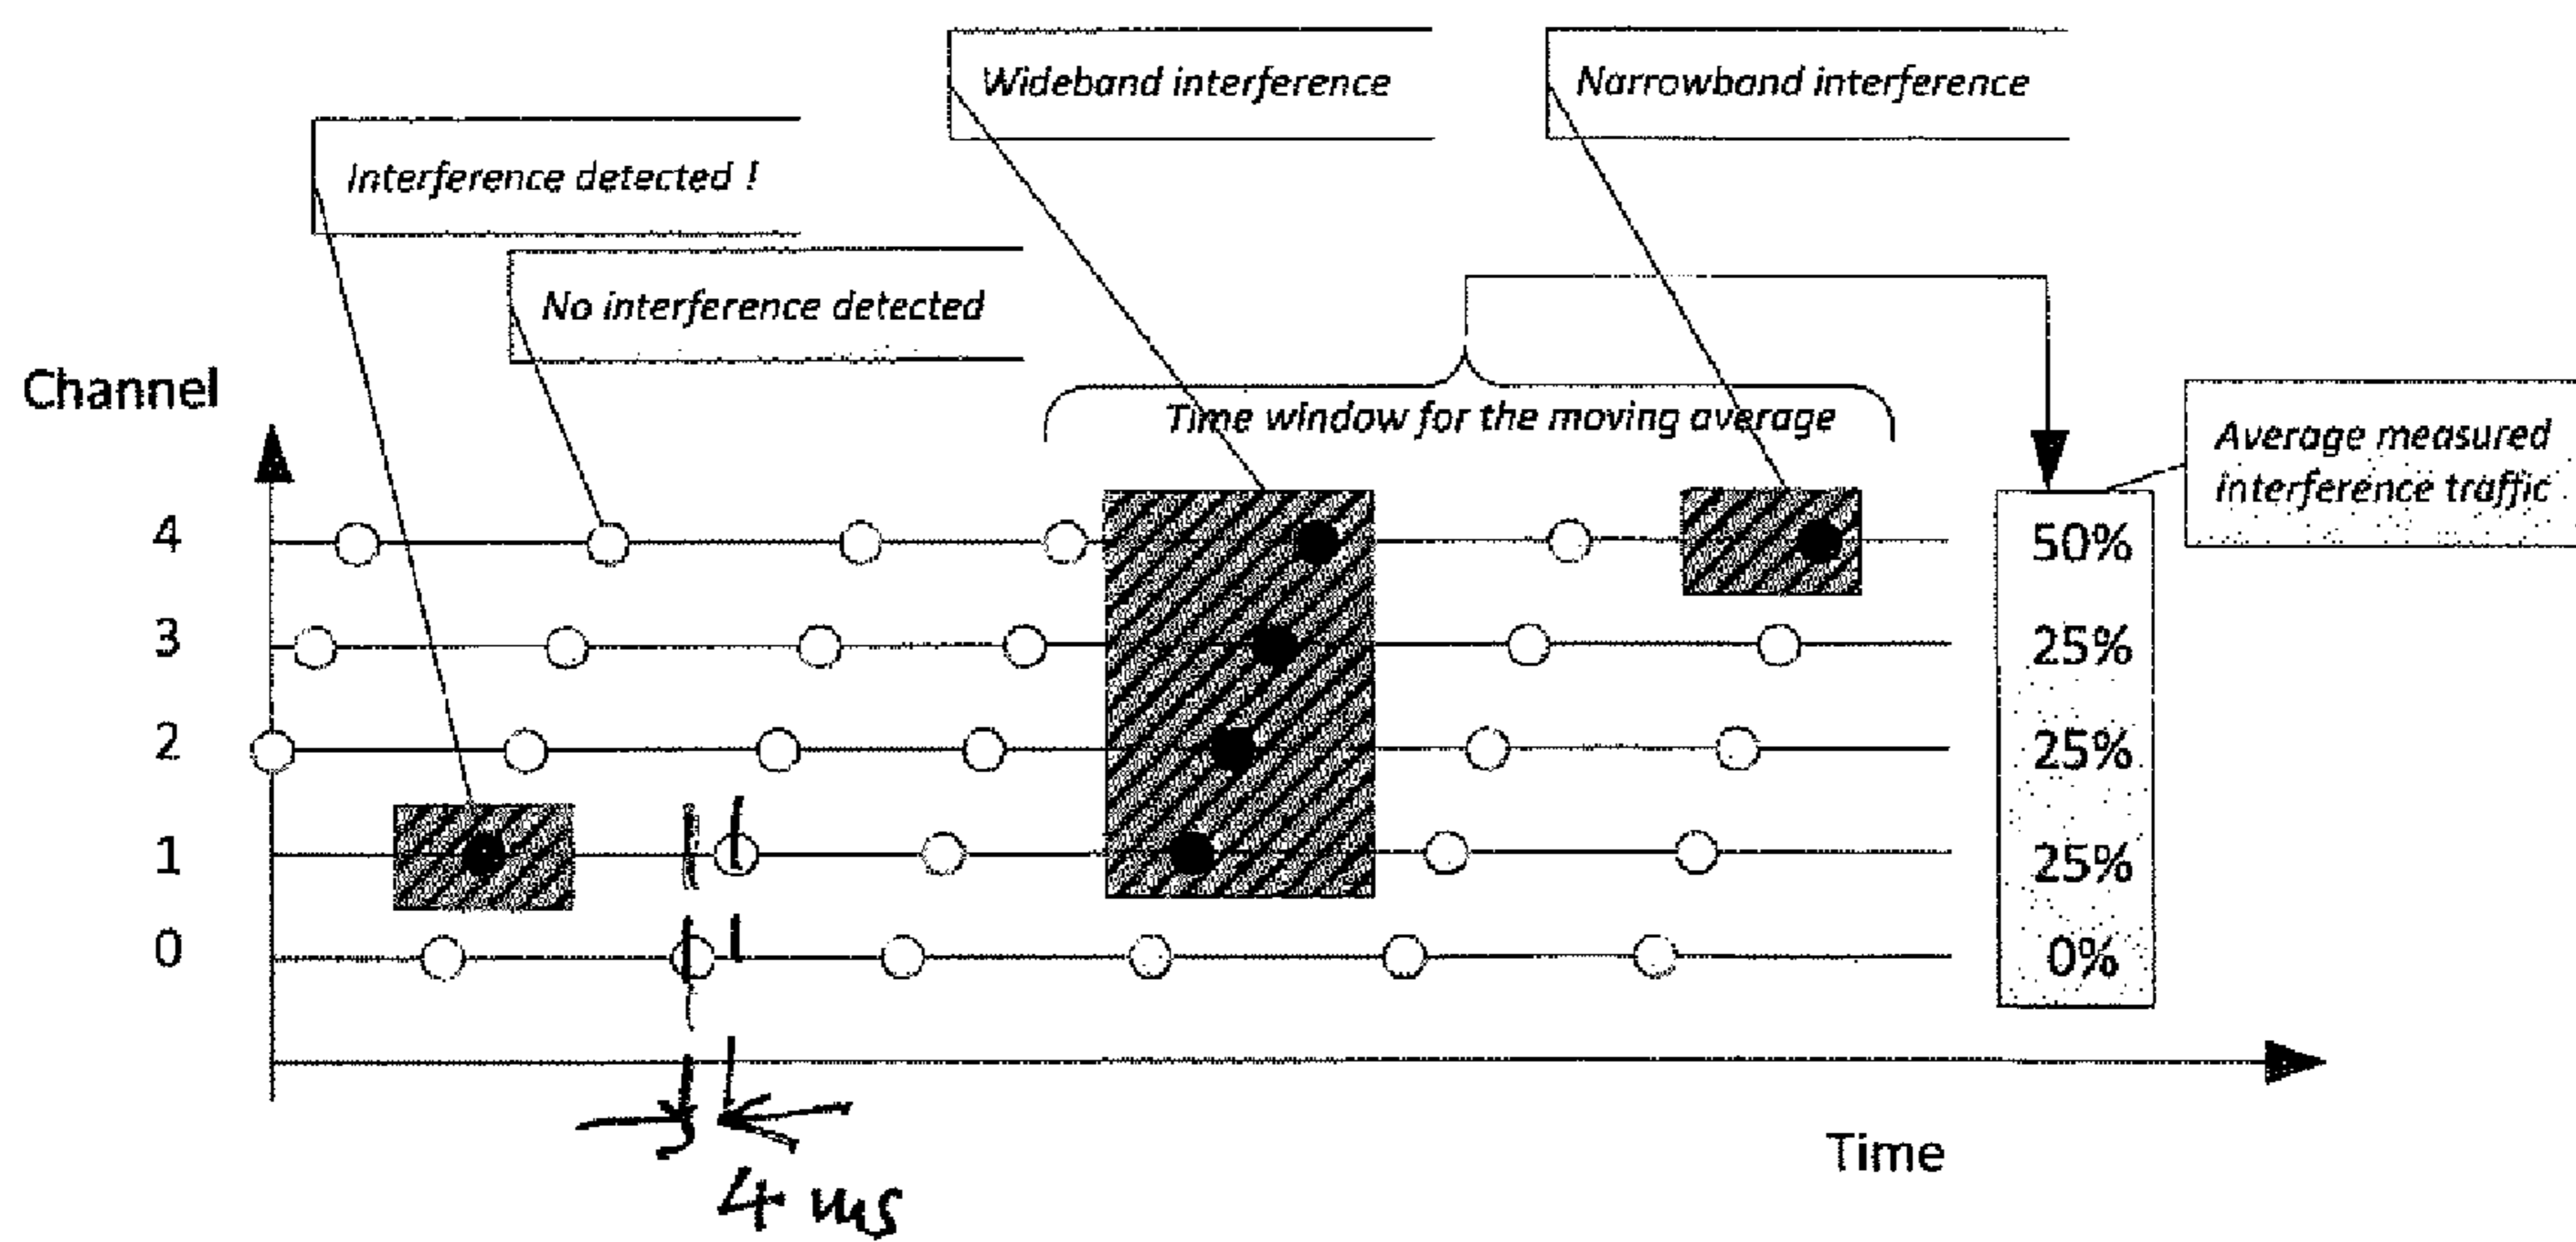 Wideband interference
Narrowband interference
Interference detected !
No interference detected
Channel
Time window for the moving average
Average measured
interference traffic
4
50%
3
25%
2
25%
1
25%
0
0%
Time
4 ms